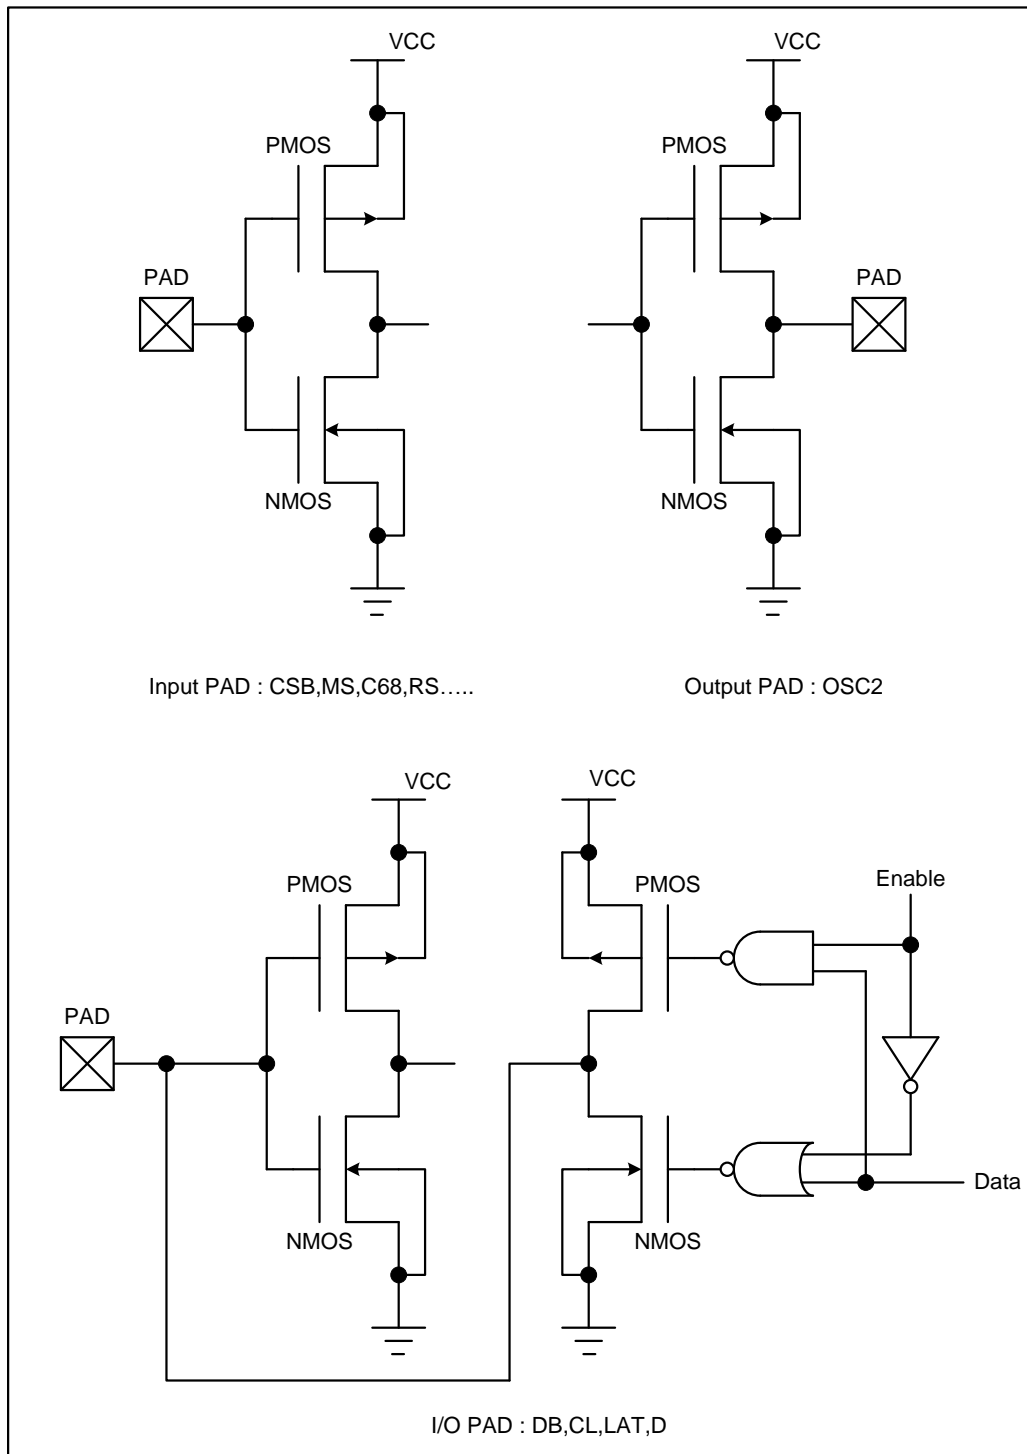 VCC
VCC
PMOS
PMOS
PAD
PAD
NMOS
NMOS
Input PAD : CSB,MS,C68,RS…..
Output PAD : OSC2
VCC
VCC
PMOS
PMOS
Enable
PAD
Data
NMOS
NMOS
I/O PAD : DB,CL,LAT,D